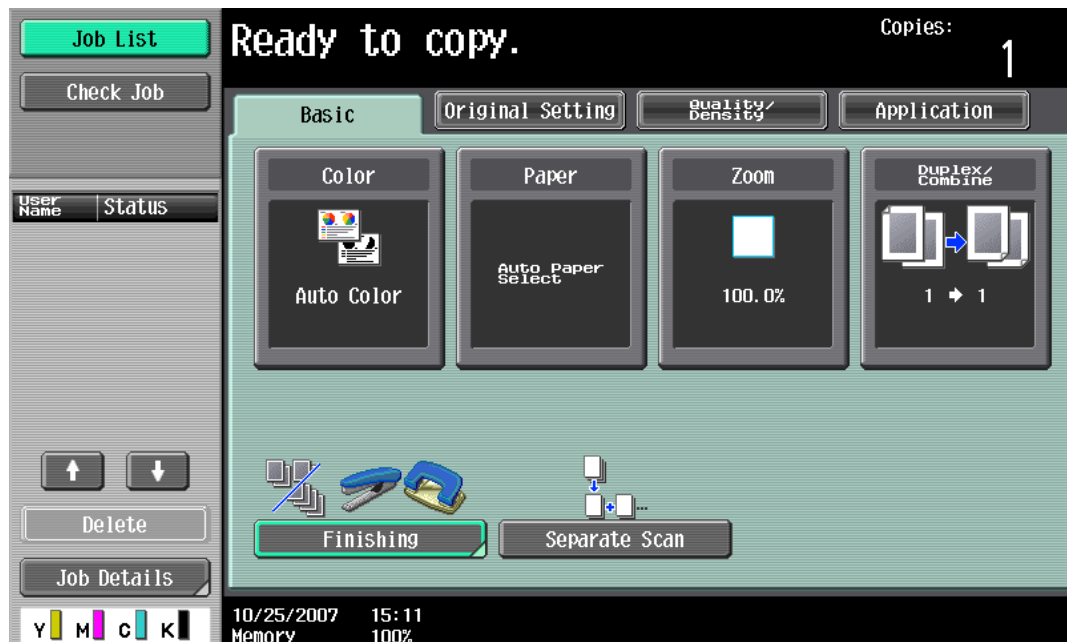 Job List
Check Job
User Name
Status
Delete
Job Details
Y M C K
Ready to copy.
Copies:
1
Basic
Original Setting
Quality/
Density
Application
Color
Auto Color
Paper
Auto Paper
Select
Zoom
100.0%
Duplex/
Combine
1 → 1
Finishing
Separate Scan
10/25/2007 15:11
Memory 100%